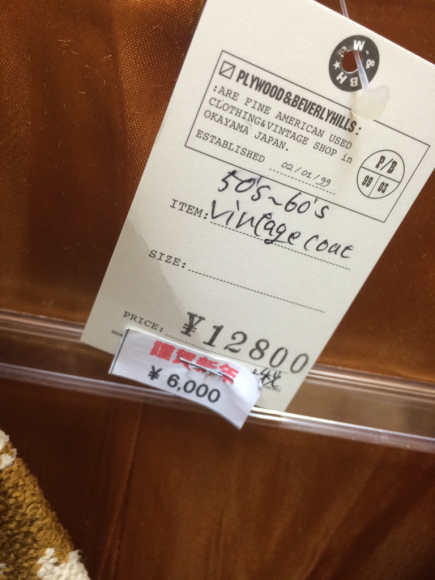 PLYWOOD&BEVERLYHILLS:
:ARE FINE AMERICAN USED
CLOTHING&VINTAGE SHOP in
OKAYAMA JAPAN.
ESTABLISHED 02/01/99
P/B
00 05
50's~60's
ITEM: vintage coat
SIZE:
PRICE: ¥12800
謹賀新年
¥ 6,000